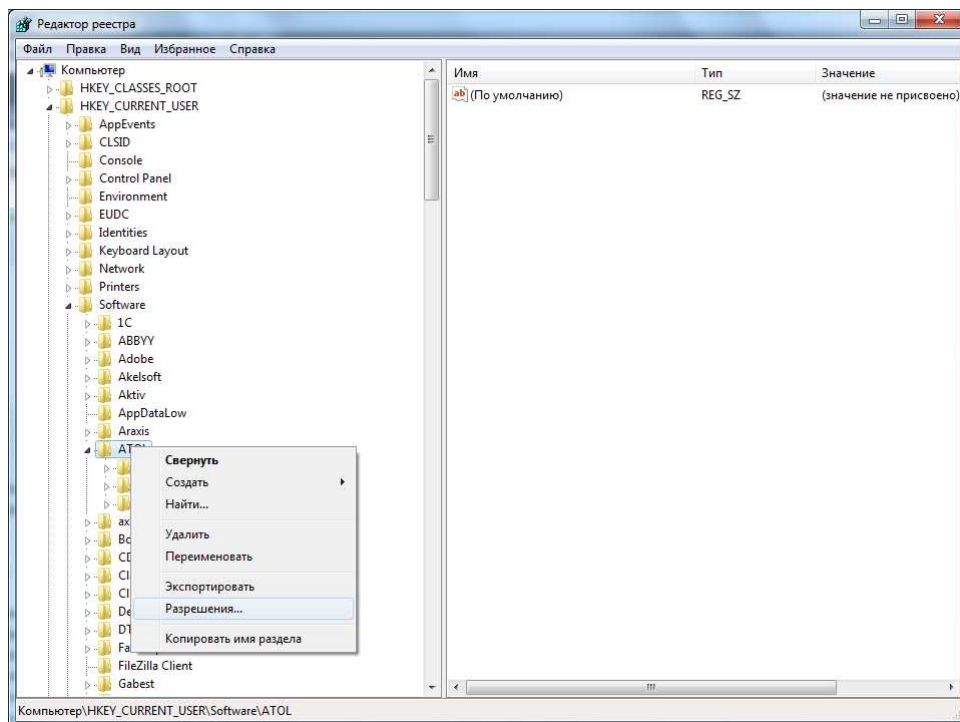 Редактор реестра
Файл Правка Вид Избранное Справка
Компьютер
HKEY_CLASSES_ROOT
HKEY_CURRENT_USER
AppEvents
CLSID
Console
Control Panel
Environment
EUDC
Identities
Keyboard Layout
Network
Printers
Software
1C
ABBYY
Adobe
Akelsoft
Aktiv
AppDataLow
Araxis
Свернуть
Создать
Найти...
Удалить
Переименовать
Экспортировать
Разрешения...
Копировать имя раздела
FileZilla Client
Gabest
Имя Тип Значение
ab (По умолчанию) REG_SZ (значение не присвоено)
Компьютер\HKEY_CURRENT_USER\Software\ATOL